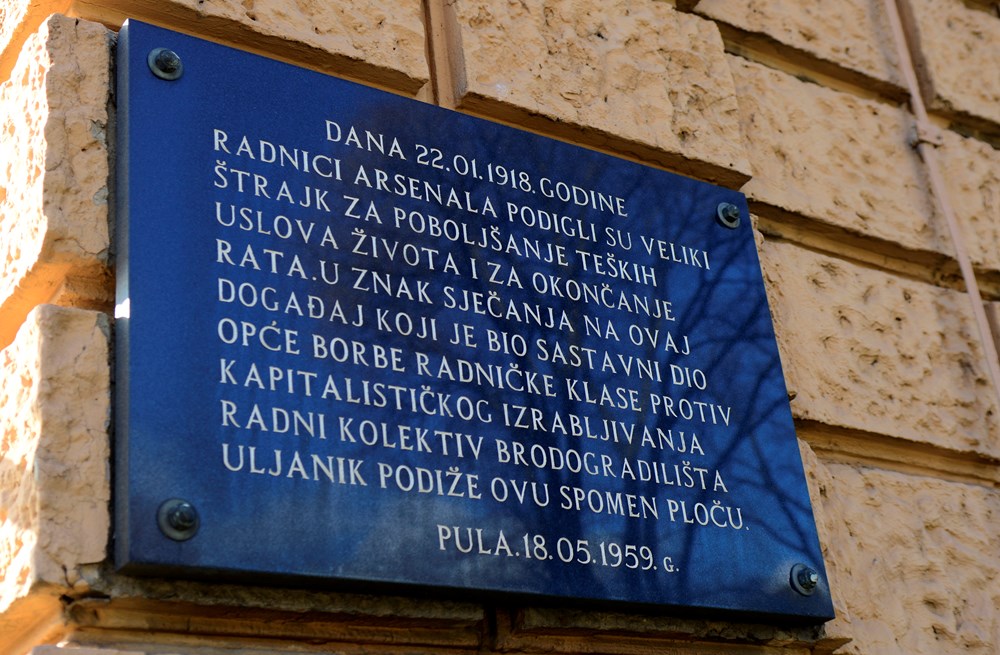 DANA 22.01.1918.GODINE
RADNICI ARSENALA PODIGLI SU VELIKI
ŠTRAJK ZA POBOLJŠANJE TEŠKIH
USLOVA ŽIVOTA I ZA OKONČANJE
RATA.U ZNAK SJEĆANJA NA OVAJ
DOGAĐAJ KOJI JE BIO SASTAVNI DIO
OPĆE BORBE RADNIČKE KLASE PROTIV
KAPITALISTIČKOG IZRABLJIVANJA
RADNI KOLEKTIV BRODOGRADILIŠTA
ULJANIK PODIŽE OVU SPOMEN PLOČU.
PULA.18.05.1959.G.